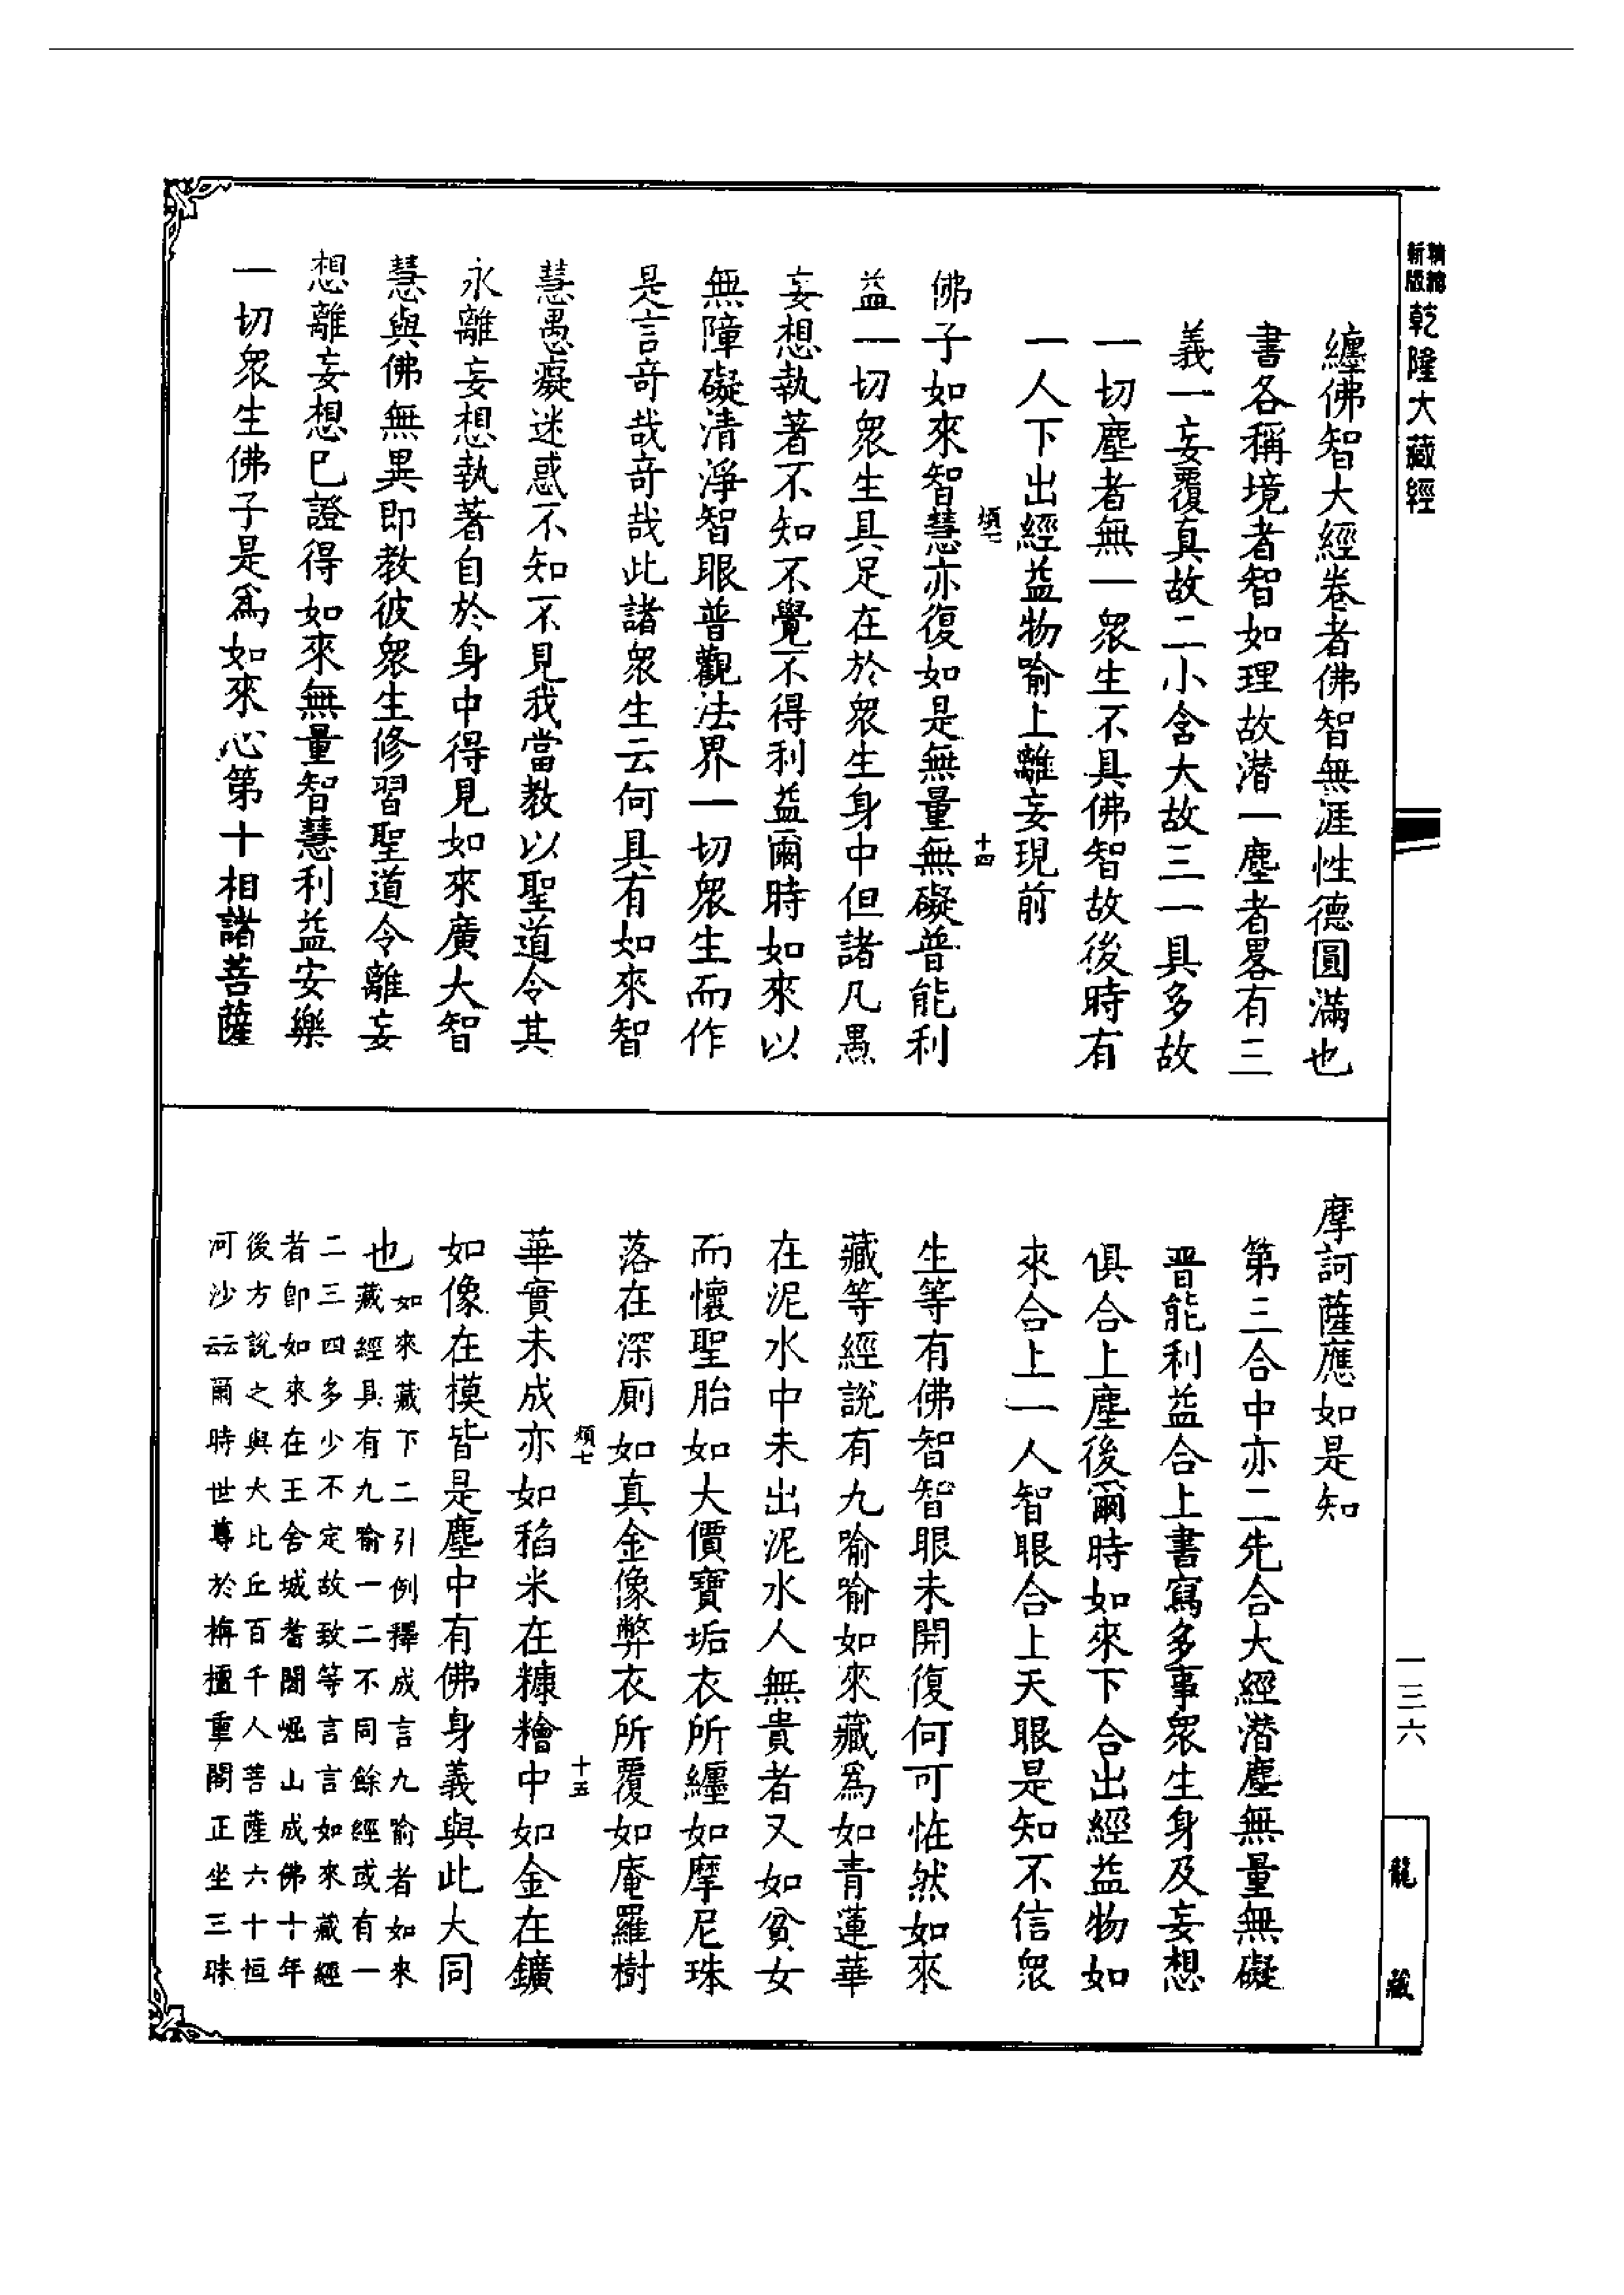 新版精縮乾隆大藏經
纏佛智大經卷者佛智無涯性德圓滿也
書各稱境者智如理故潛一塵者畧有三
義一妄覆真故二小含大故三一具多故
一切塵者無一衆生不具佛智故後時有
一人下出經益物喻上離妄現前
煩七
十四
佛子如來智慧亦復如是無量無礙普能利
益一切衆生具足在於衆生身中但諸凡愚
妄想執著不知不覺不得利益爾時如來以
無障礙清淨智眼普觀法界一切衆生而作
是言奇哉奇哉此諸衆生云何具有如來智
慧愚癡迷惑不知不見我當教以聖道令其
永離妄想執著自於身中得見如來廣大智
慧與佛無異即教彼衆生修習聖道令離妄
想離妄想已證得如來無量智慧利益安樂
一切衆生佛子是爲如來心第十相諸菩薩
摩訶薩應如是知
第三合中亦二先合大經潛塵無量無礙
普能利益合上書寫多事衆生身及妄想
俱合上塵後爾時如來下合出經益物如
來合上一人智眼合上天眼是知不信衆
生等有佛智智眼未開復何可怪然如來
藏等經說有九喻喻如來藏爲如青蓮華
在泥水中未出泥水人無貴者又如貧女
而懷聖胎如大價寶垢衣所纏如摩尼珠
落在深厠如真金像弊衣所覆如庵羅樹
煩七
十五
華實未成亦如稻米在糠檜中如金在鑛
如像在模皆是塵中有佛身義與此大同
也
如來藏下二引例釋成言九喻者如來
藏經具有九喻一二不同餘經或有一
二三四多少不定故致等言言如來藏經
者即如來在王舍城耆闍崛山成佛十年
後方說之與大比丘百千人菩薩六十恒
河沙云云爾時世尊於栴檀重閣正坐三昧
一三六
龍藏